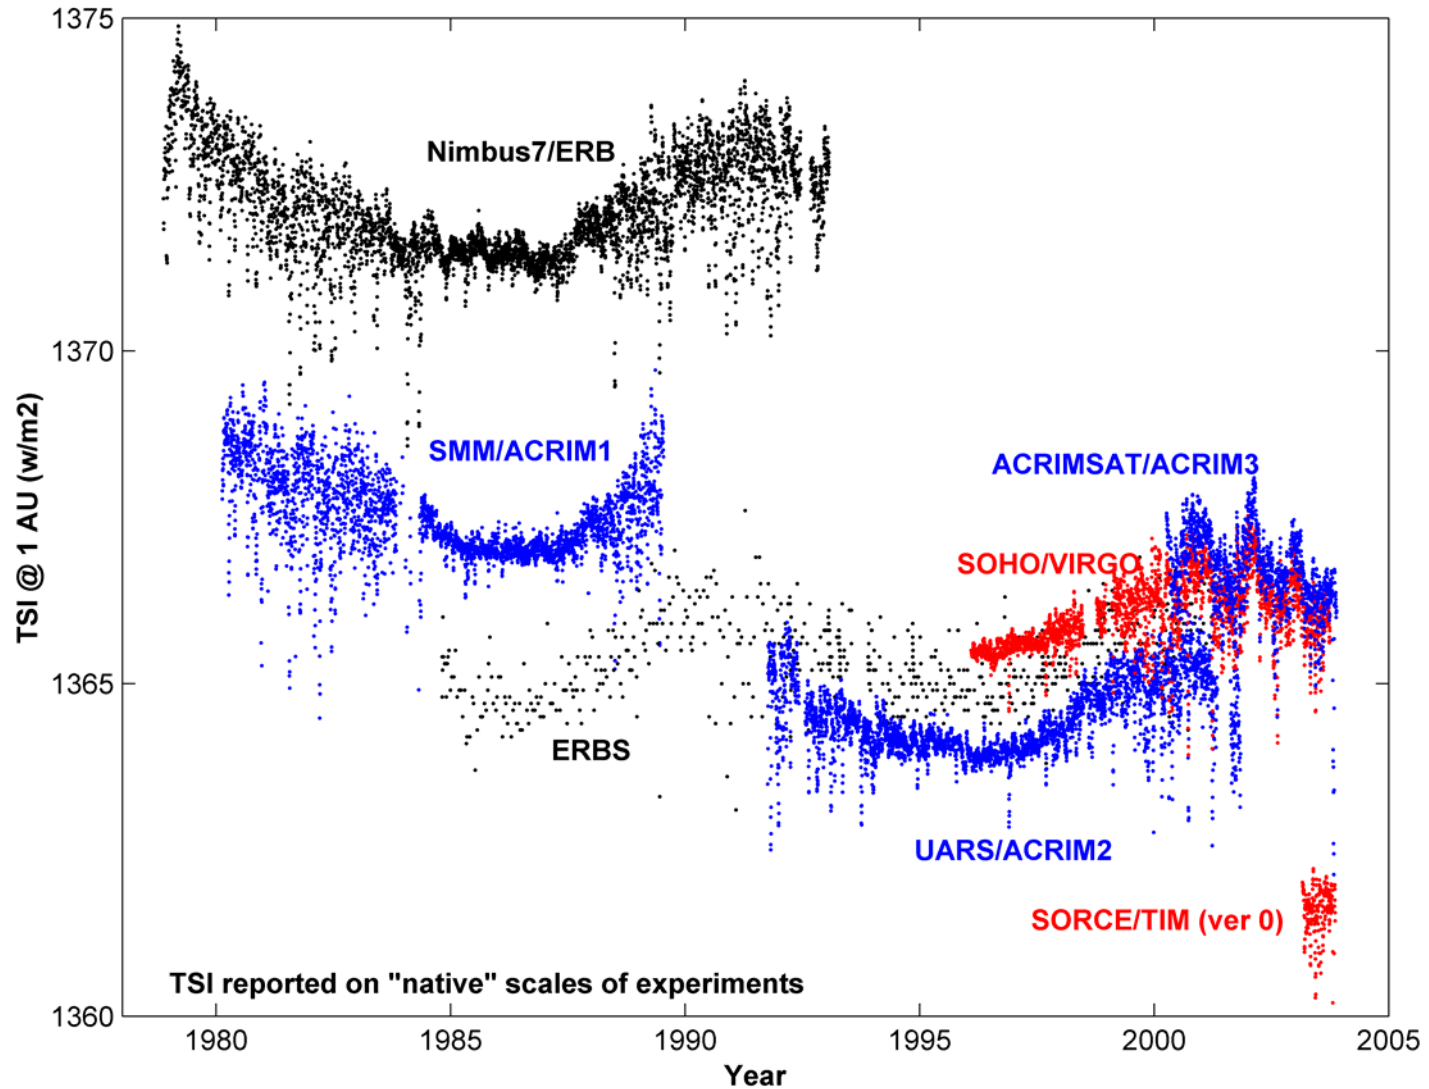 1375
Nimbus7/ERB
1370
SMM/ACRIM1
ACRIMSAT/ACRIM3
SOHO/VIRGO
TSI @ 1 AU (w/m2)
1365
ERBS
UARS/ACRIM2
SORCE/TIM (ver 0)
TSI reported on "native" scales of experiments
1360
1980 1985 1990 1995 2000 2005
Year